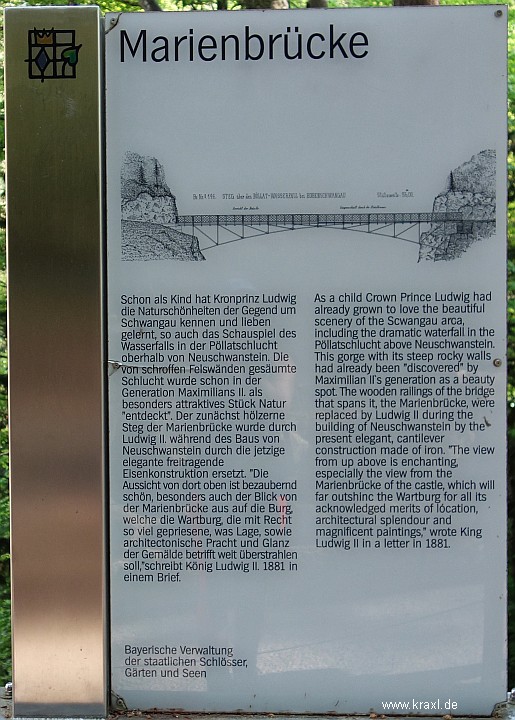 Marienbrücke
STEG über den PÖLLAT-
bei HOHENSCHWANGAU
Schon als Kind hat Kronprinz Ludwig
die Naturschönheiten der Gegend um
Schwangau kennen und lieben
gelernt, so auch das Schauspiel des
Wasserfalls in der Pöllatschlucht
oberhalb von Neuschwanstein. Die
von schroffen Felswänden gesäumte
Schlucht wurde schon in der
Generation Maximilians II. als
besonders attraktives Stück Natur
"entdeckt". Der zunächst hölzerne
Steg der Marienbrücke wurde durch
Ludwig II. während des Baus von
Neuschwanstein durch die jetzige
elegante freitragende
Eisenkonstruktion ersetzt. "Die
Aussicht von dort oben ist bezaubernd
schön, besonders auch der Blick von
der Marienbrücke aus auf die Burg,
welche die Wartburg, die mit Recht
so viel gepriesene, was Lage, sowie
architectonische Pracht und Glanz
der Gemälde betrifft weit überstrahlen
soll,"schreibt König Ludwig II. 1881 in
einem Brief.
As a child Crown Prince Ludwig had
already grown to love the beautiful
scenery of the Scwangau area,
including the dramatic waterfall in the
Pöllatschlucht above Neuschwanstein.
This gorge with its steep rocky walls
had already been "discovered" by
Maximilian II's generation as a beauty
spot. The wooden railings of the bridge
that spans it, the Marienbrücke, were
replaced by Ludwig II during the
building of Neuschwanstein by the
present elegant, cantilever
construction made of iron. "The view
from up above is enchanting,
especially the view from the
Marienbrücke of the castle, which will
far outshinc the Wartburg for all its
acknowledged merits of location,
architectural splendour and
magnificent paintings," wrote King
Ludwig II in a letter in 1881.
Bayerische Verwaltung
der staatlichen Schlösser,
Gärten und Seen
www.kraxl.de